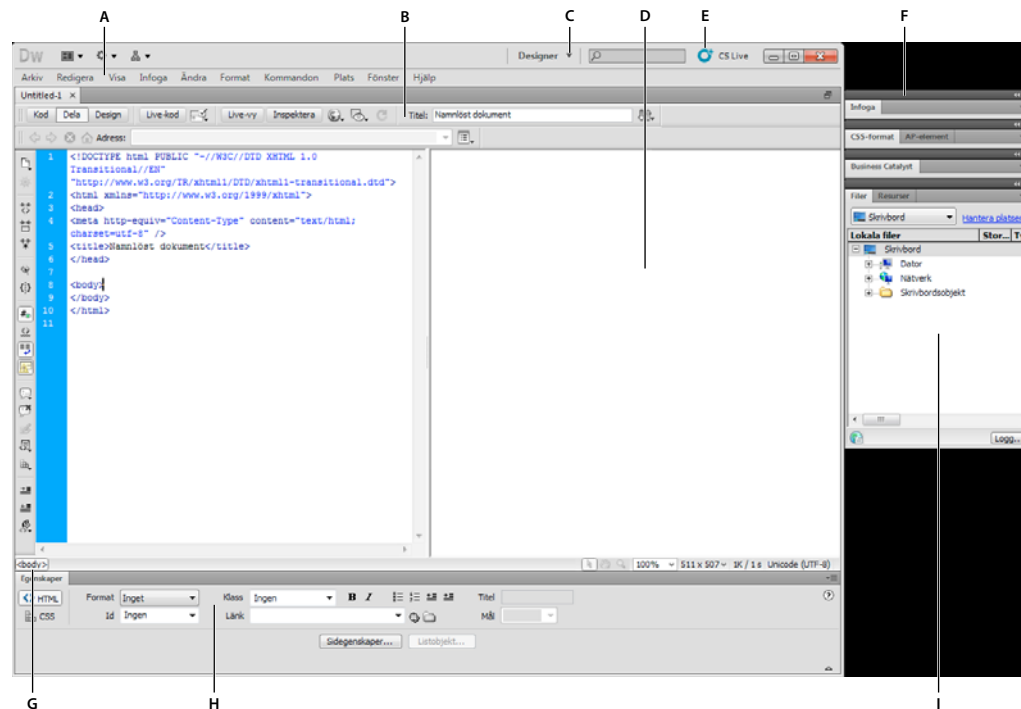 A B C D E F
Dw Designer CS Live
Arkiv Redigera Visa Infoga Ändra Format Kommandon Plats Fönster Hjälp
Untitled-1 ×
Kod Dela Design Live-kod Live-vy Inspektera Titel: Namnlöst dokument
Adress:
1 <!DOCTYPE html PUBLIC "-//W3C//DTD XHTML 1.0
Transitional//EN"
"http://www.w3.org/TR/xhtml1/DTD/xhtml1-transitional.dtd">
2 <html xmlns="http://www.w3.org/1999/xhtml">
3 <head>
4 <meta http-equiv="Content-Type" content="text/html;
charset=utf-8" />
5 <title>Namnlöst dokument</title>
6 </head>
7
8 <body>
9 </body>
10 </html>
11
<body> 100% 511 x 507 1K / 1 s Unicode (UTF-8)
Egenskaper
<> HTML Format Inget Klass Ingen B I Titel
CSS Id Ingen Länk Mål
Sidegenskaper... Listobjekt...
Infoga
CSS-format AP-element
Business Catalyst
Filer Resurser
Skrivbord Hantera platser
Lokala filer Stor... T
Skrivbord
Dator
Nätverk
Skrivbordsobjekt
Logg...
G H I